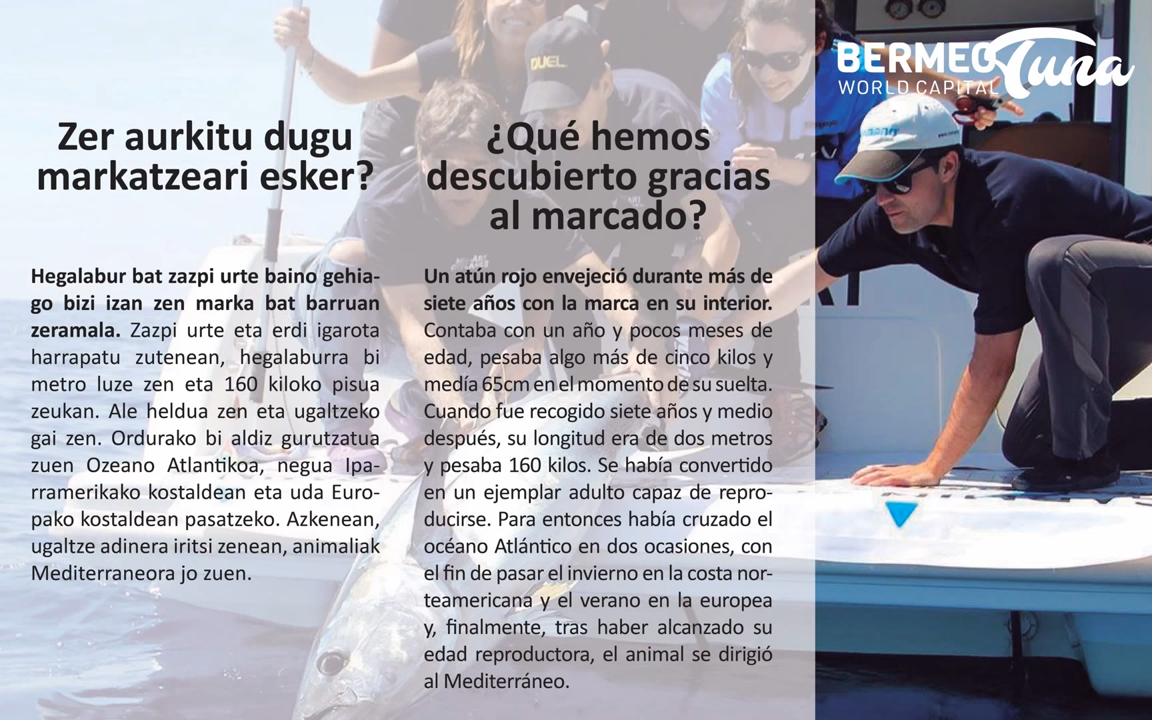 BERMEO Tuna
WORLD CAPITAL
DUEL
Zer aurkitu dugu
markatzeari esker?
Hegalabur bat zazpi urte baino gehia-
go bizi izan zen marka bat barruan
zeramala. Zazpi urte eta erdi igarota
harrapatu zutenean, hegalaburra bi
metro luze zen eta 160 kiloko pisua
zeukan. Ale heldua zen eta ugaltzeko
gai zen. Ordurako bi aldiz gurutzatua
zuen Ozeano Atlantikoa, negua Ipa-
rramerikako kostaldean eta uda Euro-
pako kostaldean pasatzeko. Azkenean,
ugaltze adinera iritsi zenean, animaliak
Mediterraneora jo zuen.
¿Qué hemos
descubierto gracias
al marcado?
Un atún rojo envejeció durante más de
siete años con la marca en su interior.
Contaba con un año y pocos meses de
edad, pesaba algo más de cinco kilos y
medía 65cm en el momento de su suelta.
Cuando fue recogido siete años y medio
después, su longitud era de dos metros
y pesaba 160 kilos. Se había convertido
en un ejemplar adulto capaz de repro-
ducirse. Para entonces había cruzado el
océano Atlántico en dos ocasiones, con
el fin de pasar el invierno en la costa nor-
teamericana y el verano en la europea
y, finalmente, tras haber alcanzado su
edad reproductora, el animal se dirigió
al Mediterráneo.